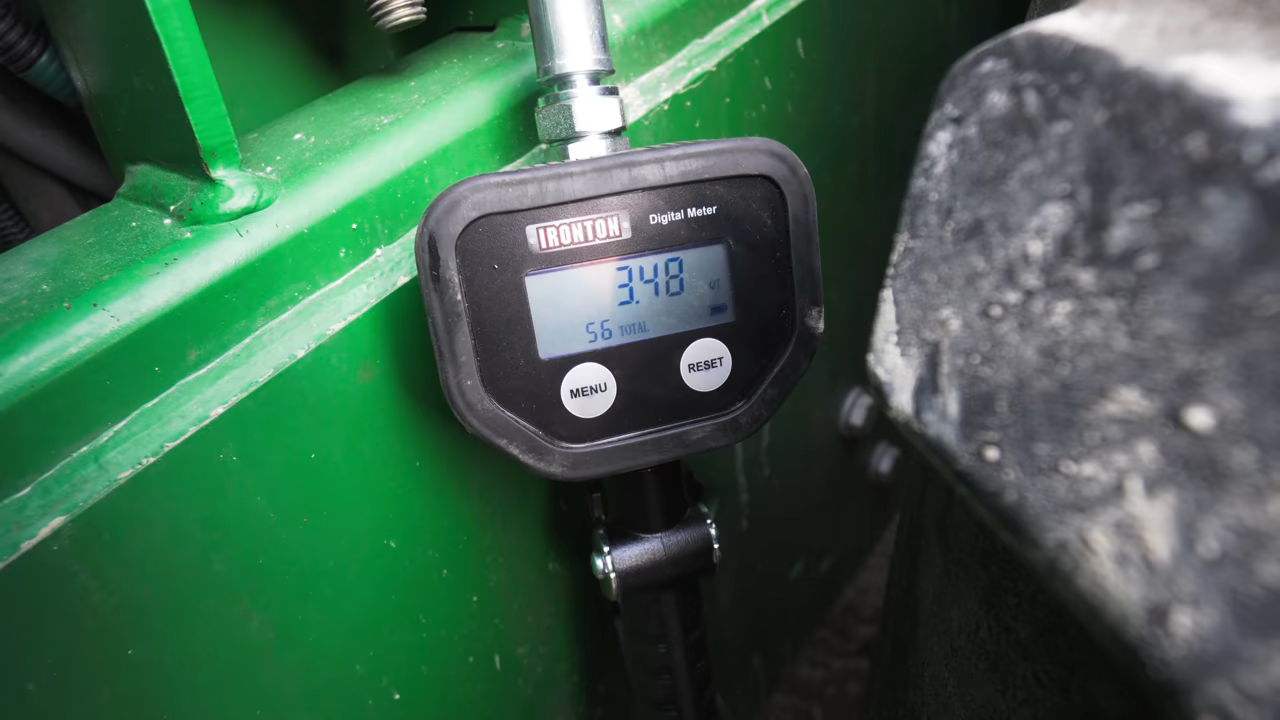 IRONTON
Digital Meter
3.48 QT
56 TOTAL
MENU
RESET